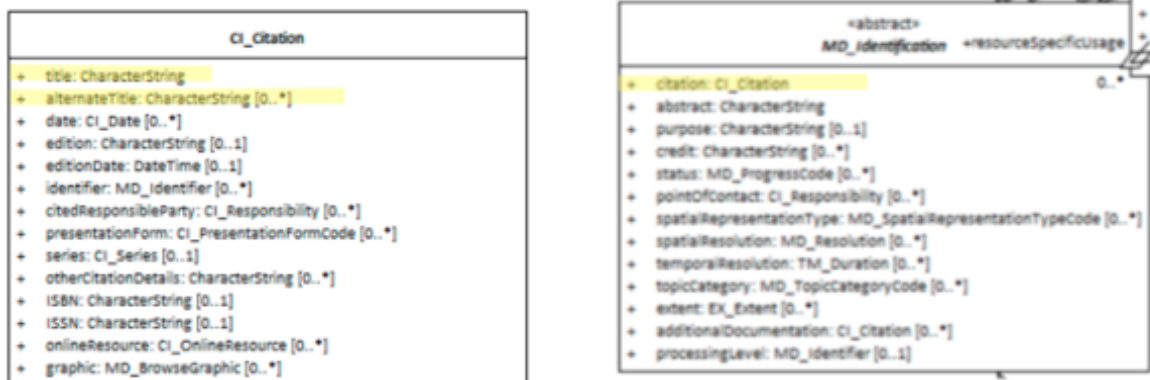 CI_Citation
+ title: CharacterString
+ alternateTitle: CharacterString [0..*]
+ date: CI_Date [0..*]
+ edition: CharacterString [0..1]
+ editionDate: DateTime [0..1]
+ identifier: MD_Identifier [0..*]
+ citedResponsibleParty: CI_Responsibility [0..*]
+ presentationForm: CI_PresentationFormCode [0..*]
+ series: CI_Series [0..1]
+ otherCitationDetails: CharacterString [0..*]
+ ISBN: CharacterString [0..1]
+ ISSN: CharacterString [0..1]
+ onlineResource: CI_OnlineResource [0..*]
+ graphic: MD_BrowseGraphic [0..*]
«abstract»
MD_Identification +resourceSpecificUsage
+ citation: CI_Citation 0..*
+ abstract: CharacterString
+ purpose: CharacterString [0..1]
+ credit: CharacterString [0..*]
+ status: MD_ProgressCode [0..*]
+ pointOfContact: CI_Responsibility [0..*]
+ spatialRepresentationType: MD_SpatialRepresentationTypeCode [0..*]
+ spatialResolution: MD_Resolution [0..*]
+ temporalResolution: TM_Duration [0..*]
+ topicCategory: MD_TopicCategoryCode [0..*]
+ extent: EX_Extent [0..*]
+ additionalDocumentation: CI_Citation [0..*]
+ processingLevel: MD_Identifier [0..1]
+
+